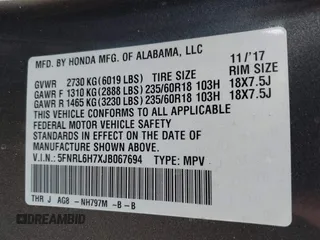 MFD. BY HONDA MFG. OF ALABAMA, LLC 11/'17
GVWR 2730 KG(6019 LBS) TIRE SIZE RIM SIZE
GAWR F 1310 KG(2888 LBS)235/60R18 103H 18X7.5J
GAWR R 1465 KG(3230 LBS)235/60R18 103H 18X7.5J
THIS VEHICLE CONFORMS TO ALL APPLICABLE
FEDERAL MOTOR VEHICLE SAFETY
STANDARDS IN EFFECT ON THE DATE OF
MANUFACTURE SHOWN ABOVE.
V.I.N: 5FNRL6H7XJB067694 TYPE: MPV
THR J AG8 -NH797M -B-B
DREAMBID